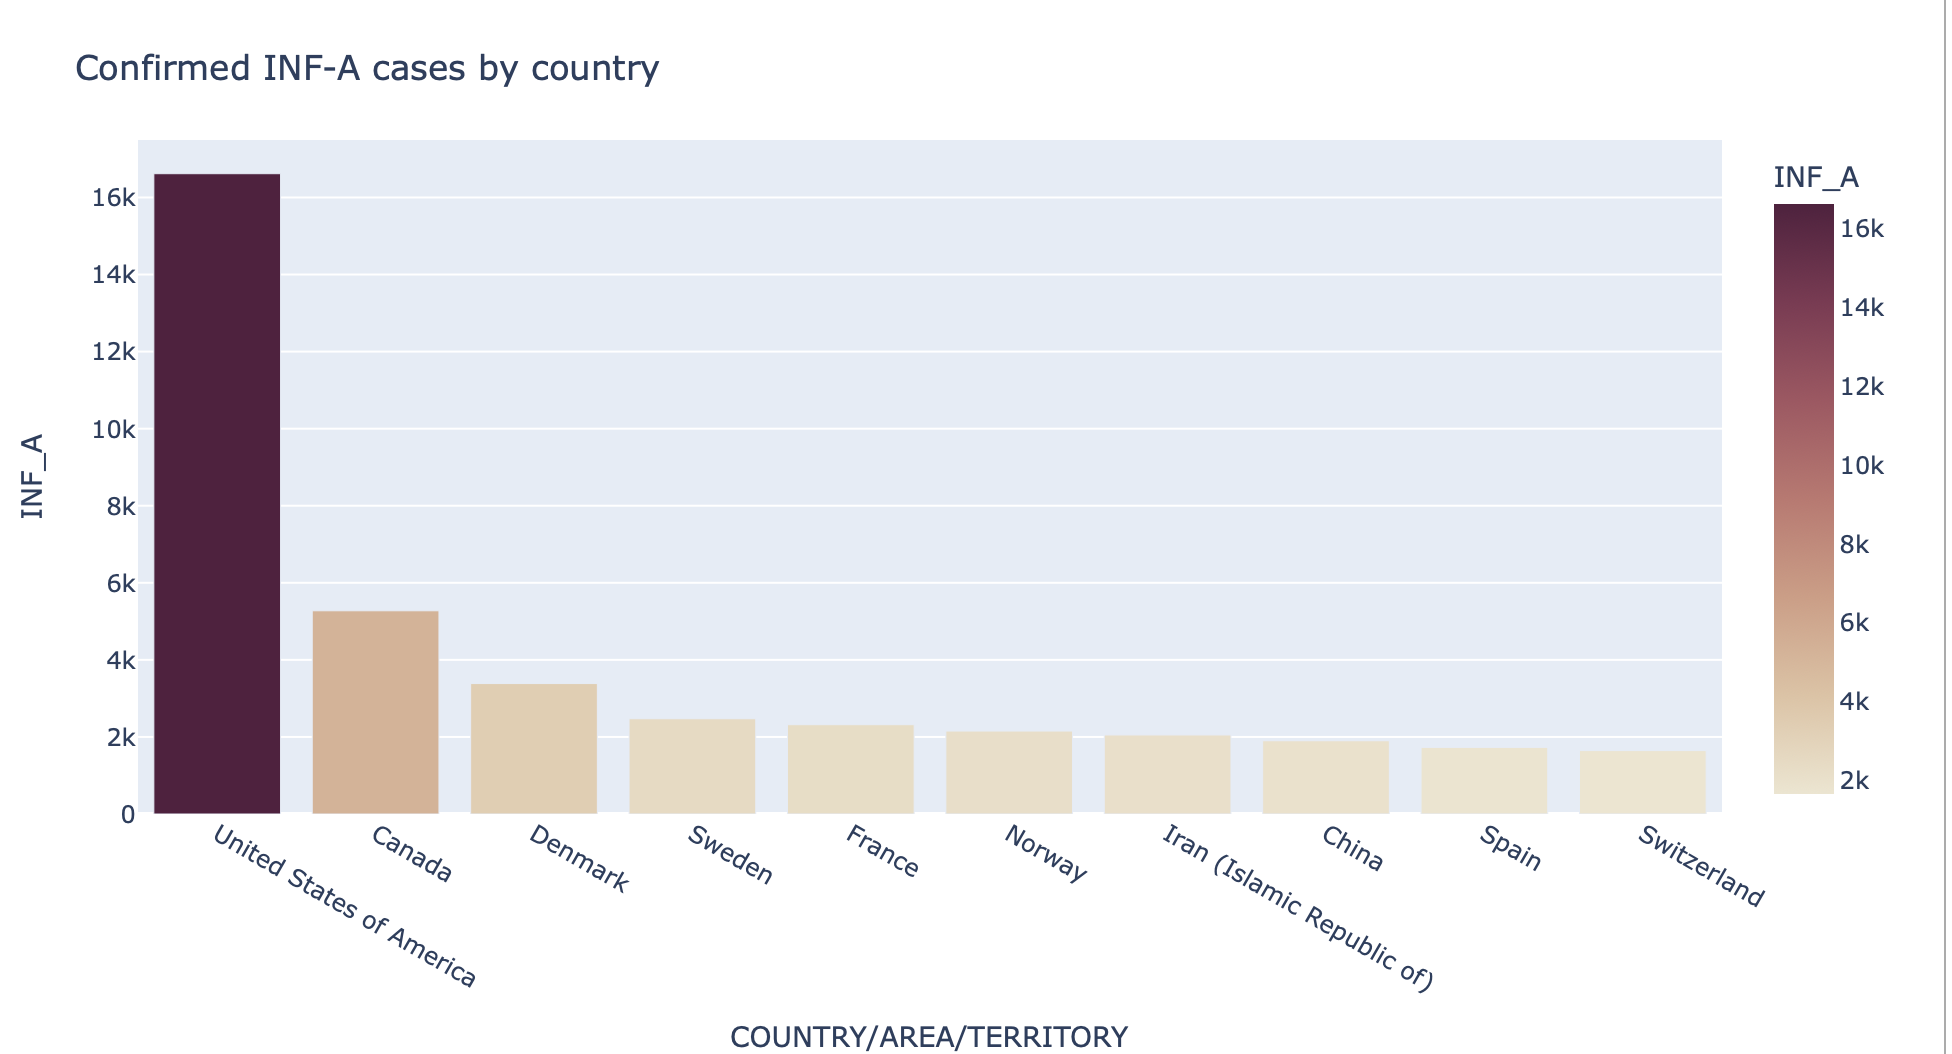 Confirmed INF-A cases by country
INF_A
16k
14k
12k
10k
8k
6k
4k
2k
0
United States of America
Canada
Denmark
Sweden
France
Norway
Iran (Islamic Republic of)
China
Spain
Switzerland
COUNTRY/AREA/TERRITORY
INF_A
16k
14k
12k
10k
8k
6k
4k
2k